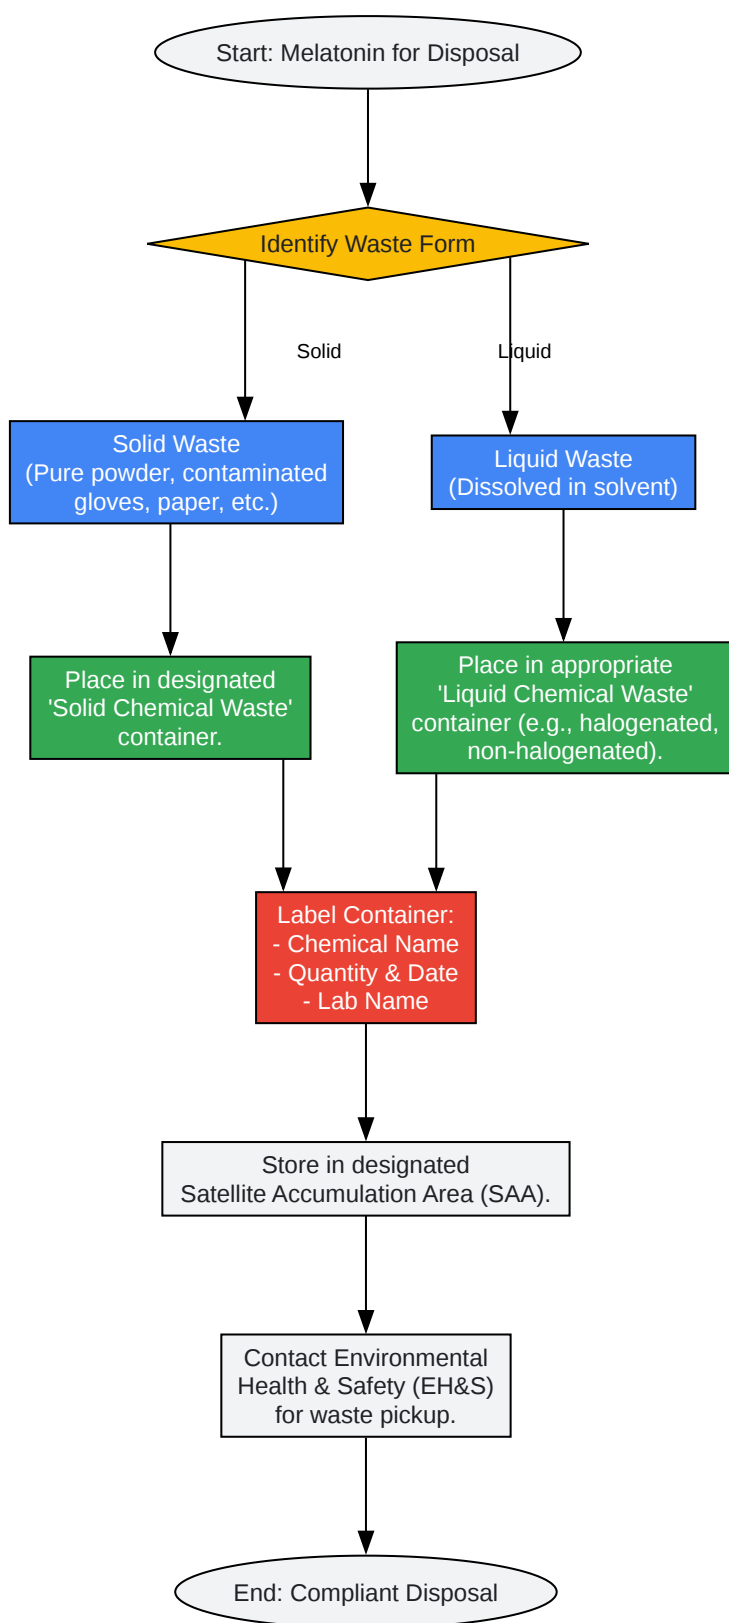 Start: Melatonin for Disposal
Identify Waste Form
Solid
Liquid
Solid Waste
(Pure powder, contaminated
gloves, paper, etc.)
Liquid Waste
(Dissolved in solvent)
Place in designated
'Solid Chemical Waste'
container.
Place in appropriate
'Liquid Chemical Waste'
container (e.g., halogenated,
non-halogenated).
Label Container:
- Chemical Name
- Quantity & Date
- Lab Name
Store in designated
Satellite Accumulation Area (SAA).
Contact Environmental
Health & Safety (EH&S)
for waste pickup.
End: Compliant Disposal